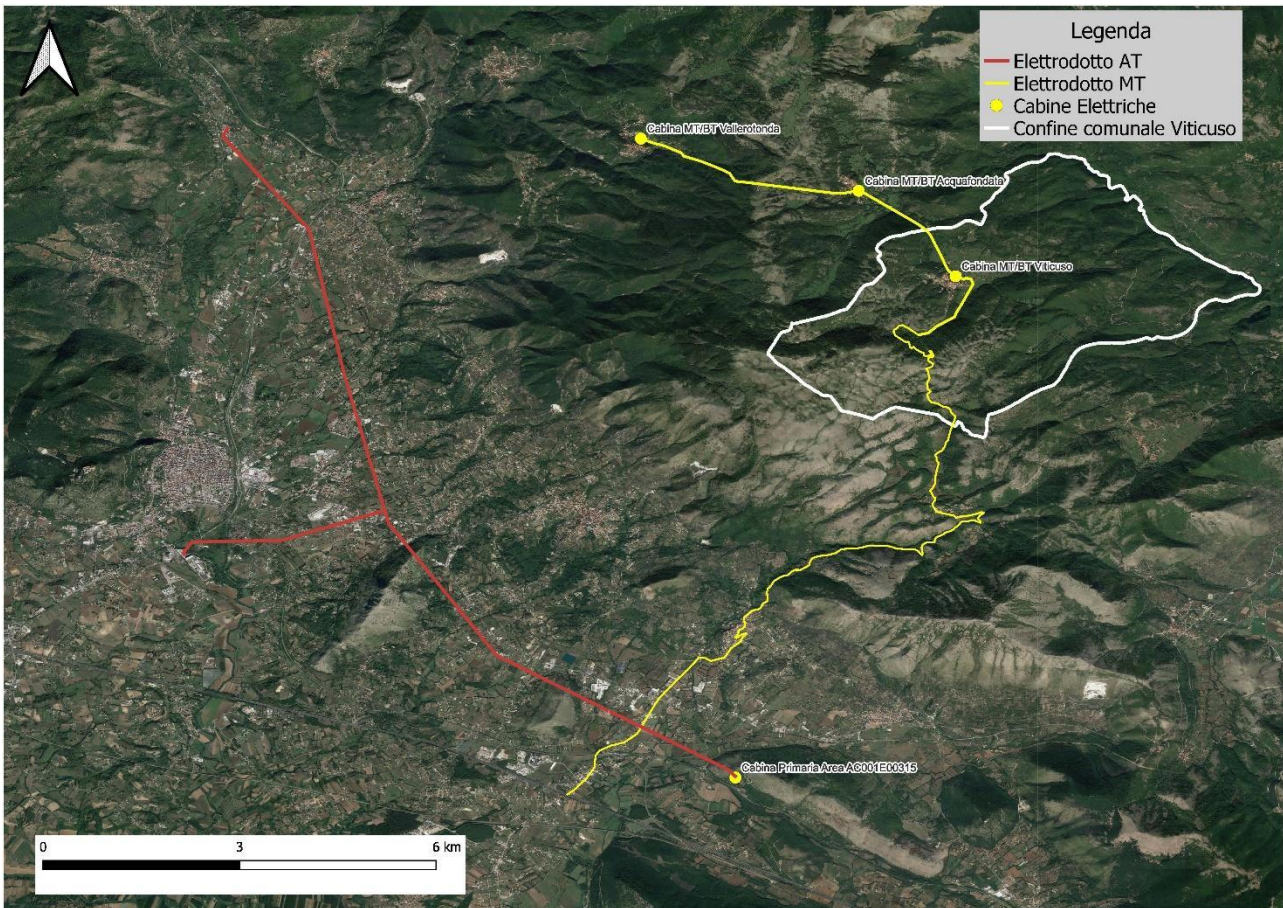 Legenda
Elettrodotto AT
Elettrodotto MT
Cabine Elettriche
Confine comunale Viticuso
Cabina MT/BT Vallerotonda
Cabina MT/BT Acquafondata
Cabina MT/BT Viticuso
Cabina Primaria Area AC001E00315
0 3 6 km